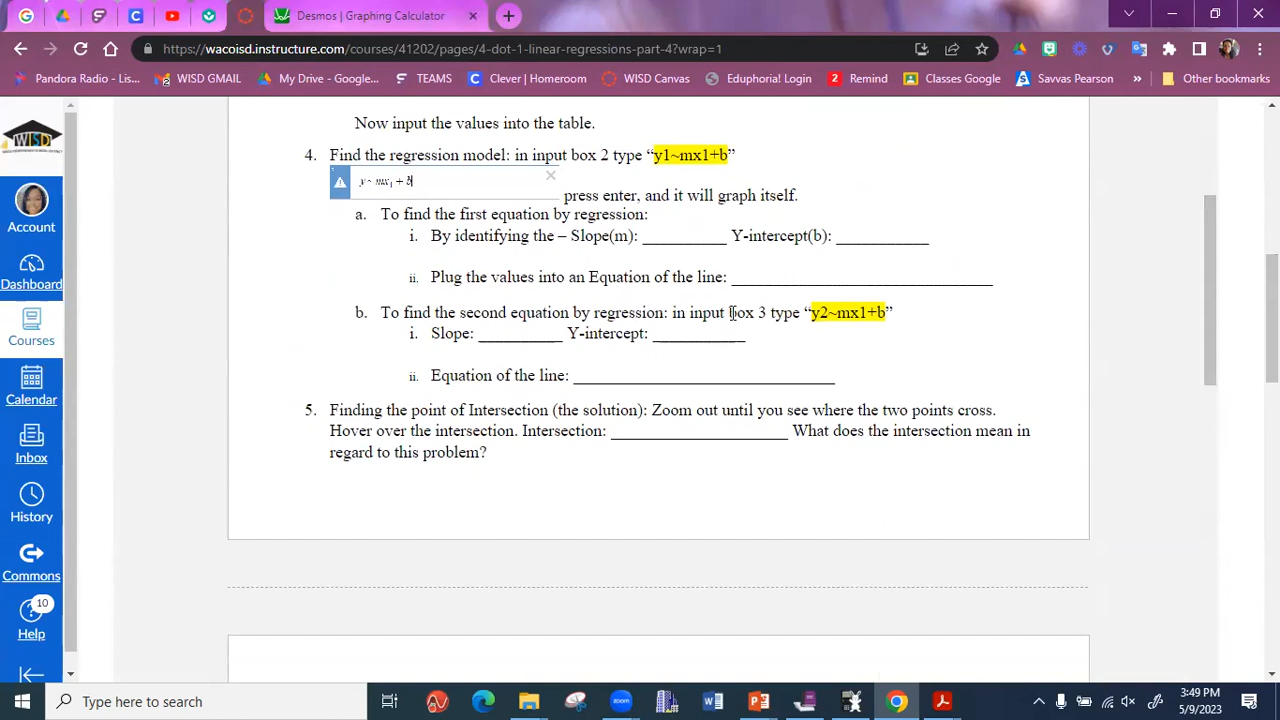 Desmos | Graphing Calculator
https://wacoisd.instructure.com/courses/41202/pages/4-dot-1-linear-regressions-part-4?wrap=1
Pandora Radio - Lis... WISD GMAIL My Drive - Google... TEAMS Clever | Homeroom WISD Canvas Eduphoria! Login 2 Remind Classes Google Savvas Pearson » Other bookmarks
WISD
Account
Dashboard
Courses
Calendar
Inbox
History
Commons
10
Help
Now input the values into the table.
4. Find the regression model: in input box 2 type “y1~mx1+b”
y ~ mx₁ + b press enter, and it will graph itself.
a. To find the first equation by regression:
i. By identifying the – Slope(m): __________ Y-intercept(b): ___________
ii. Plug the values into an Equation of the line: _______________________________
b. To find the second equation by regression: in input box 3 type “y2~mx1+b”
i. Slope: __________ Y-intercept: ___________
ii. Equation of the line: _______________________________
5. Finding the point of Intersection (the solution): Zoom out until you see where the two points cross.
Hover over the intersection. Intersection: _____________________ What does the intersection mean in
regard to this problem?
Type here to search
zoom
3:49 PM
5/9/2023